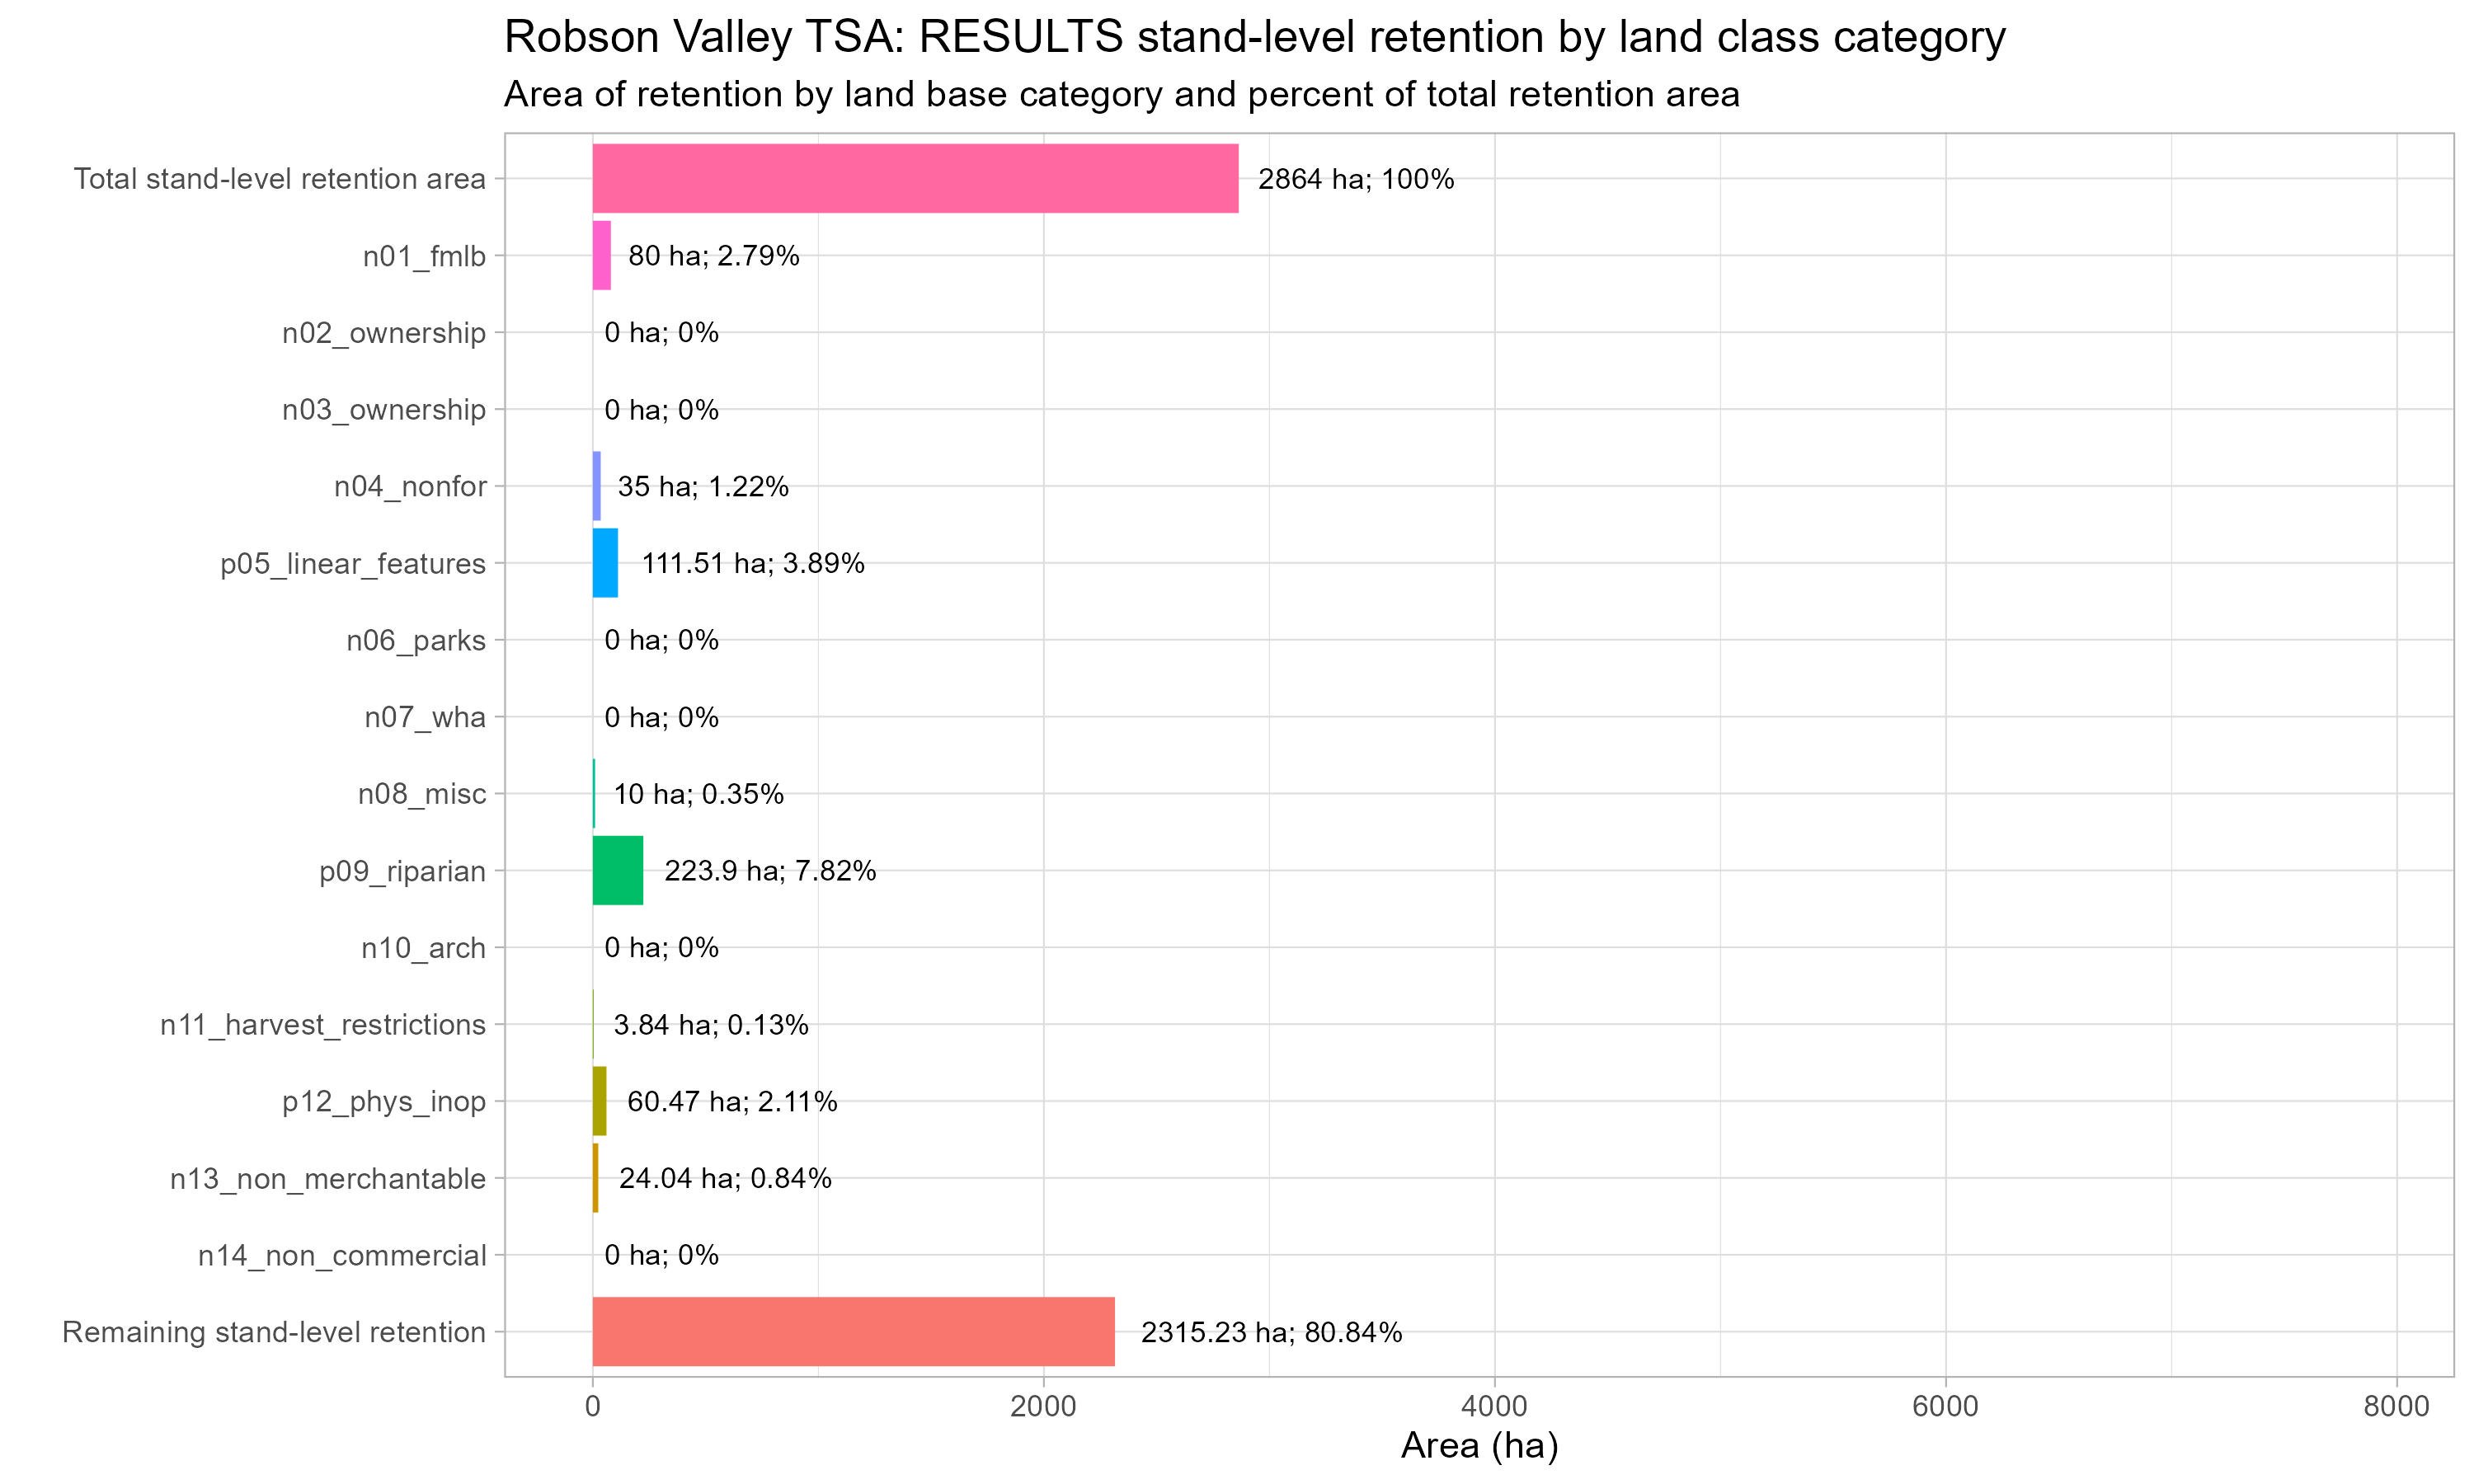 Robson Valley TSA: RESULTS stand-level retention by land class category
Area of retention by land base category and percent of total retention area
Total stand-level retention area 2864 ha; 100%
n01_fmlb 80 ha; 2.79%
n02_ownership 0 ha; 0%
n03_ownership 0 ha; 0%
n04_nonfor 35 ha; 1.22%
p05_linear_features 111.51 ha; 3.89%
n06_parks 0 ha; 0%
n07_wha 0 ha; 0%
n08_misc 10 ha; 0.35%
p09_riparian 223.9 ha; 7.82%
n10_arch 0 ha; 0%
n11_harvest_restrictions 3.84 ha; 0.13%
p12_phys_inop 60.47 ha; 2.11%
n13_non_merchantable 24.04 ha; 0.84%
n14_non_commercial 0 ha; 0%
Remaining stand-level retention 2315.23 ha; 80.84%
0 2000 4000 6000 8000
Area (ha)